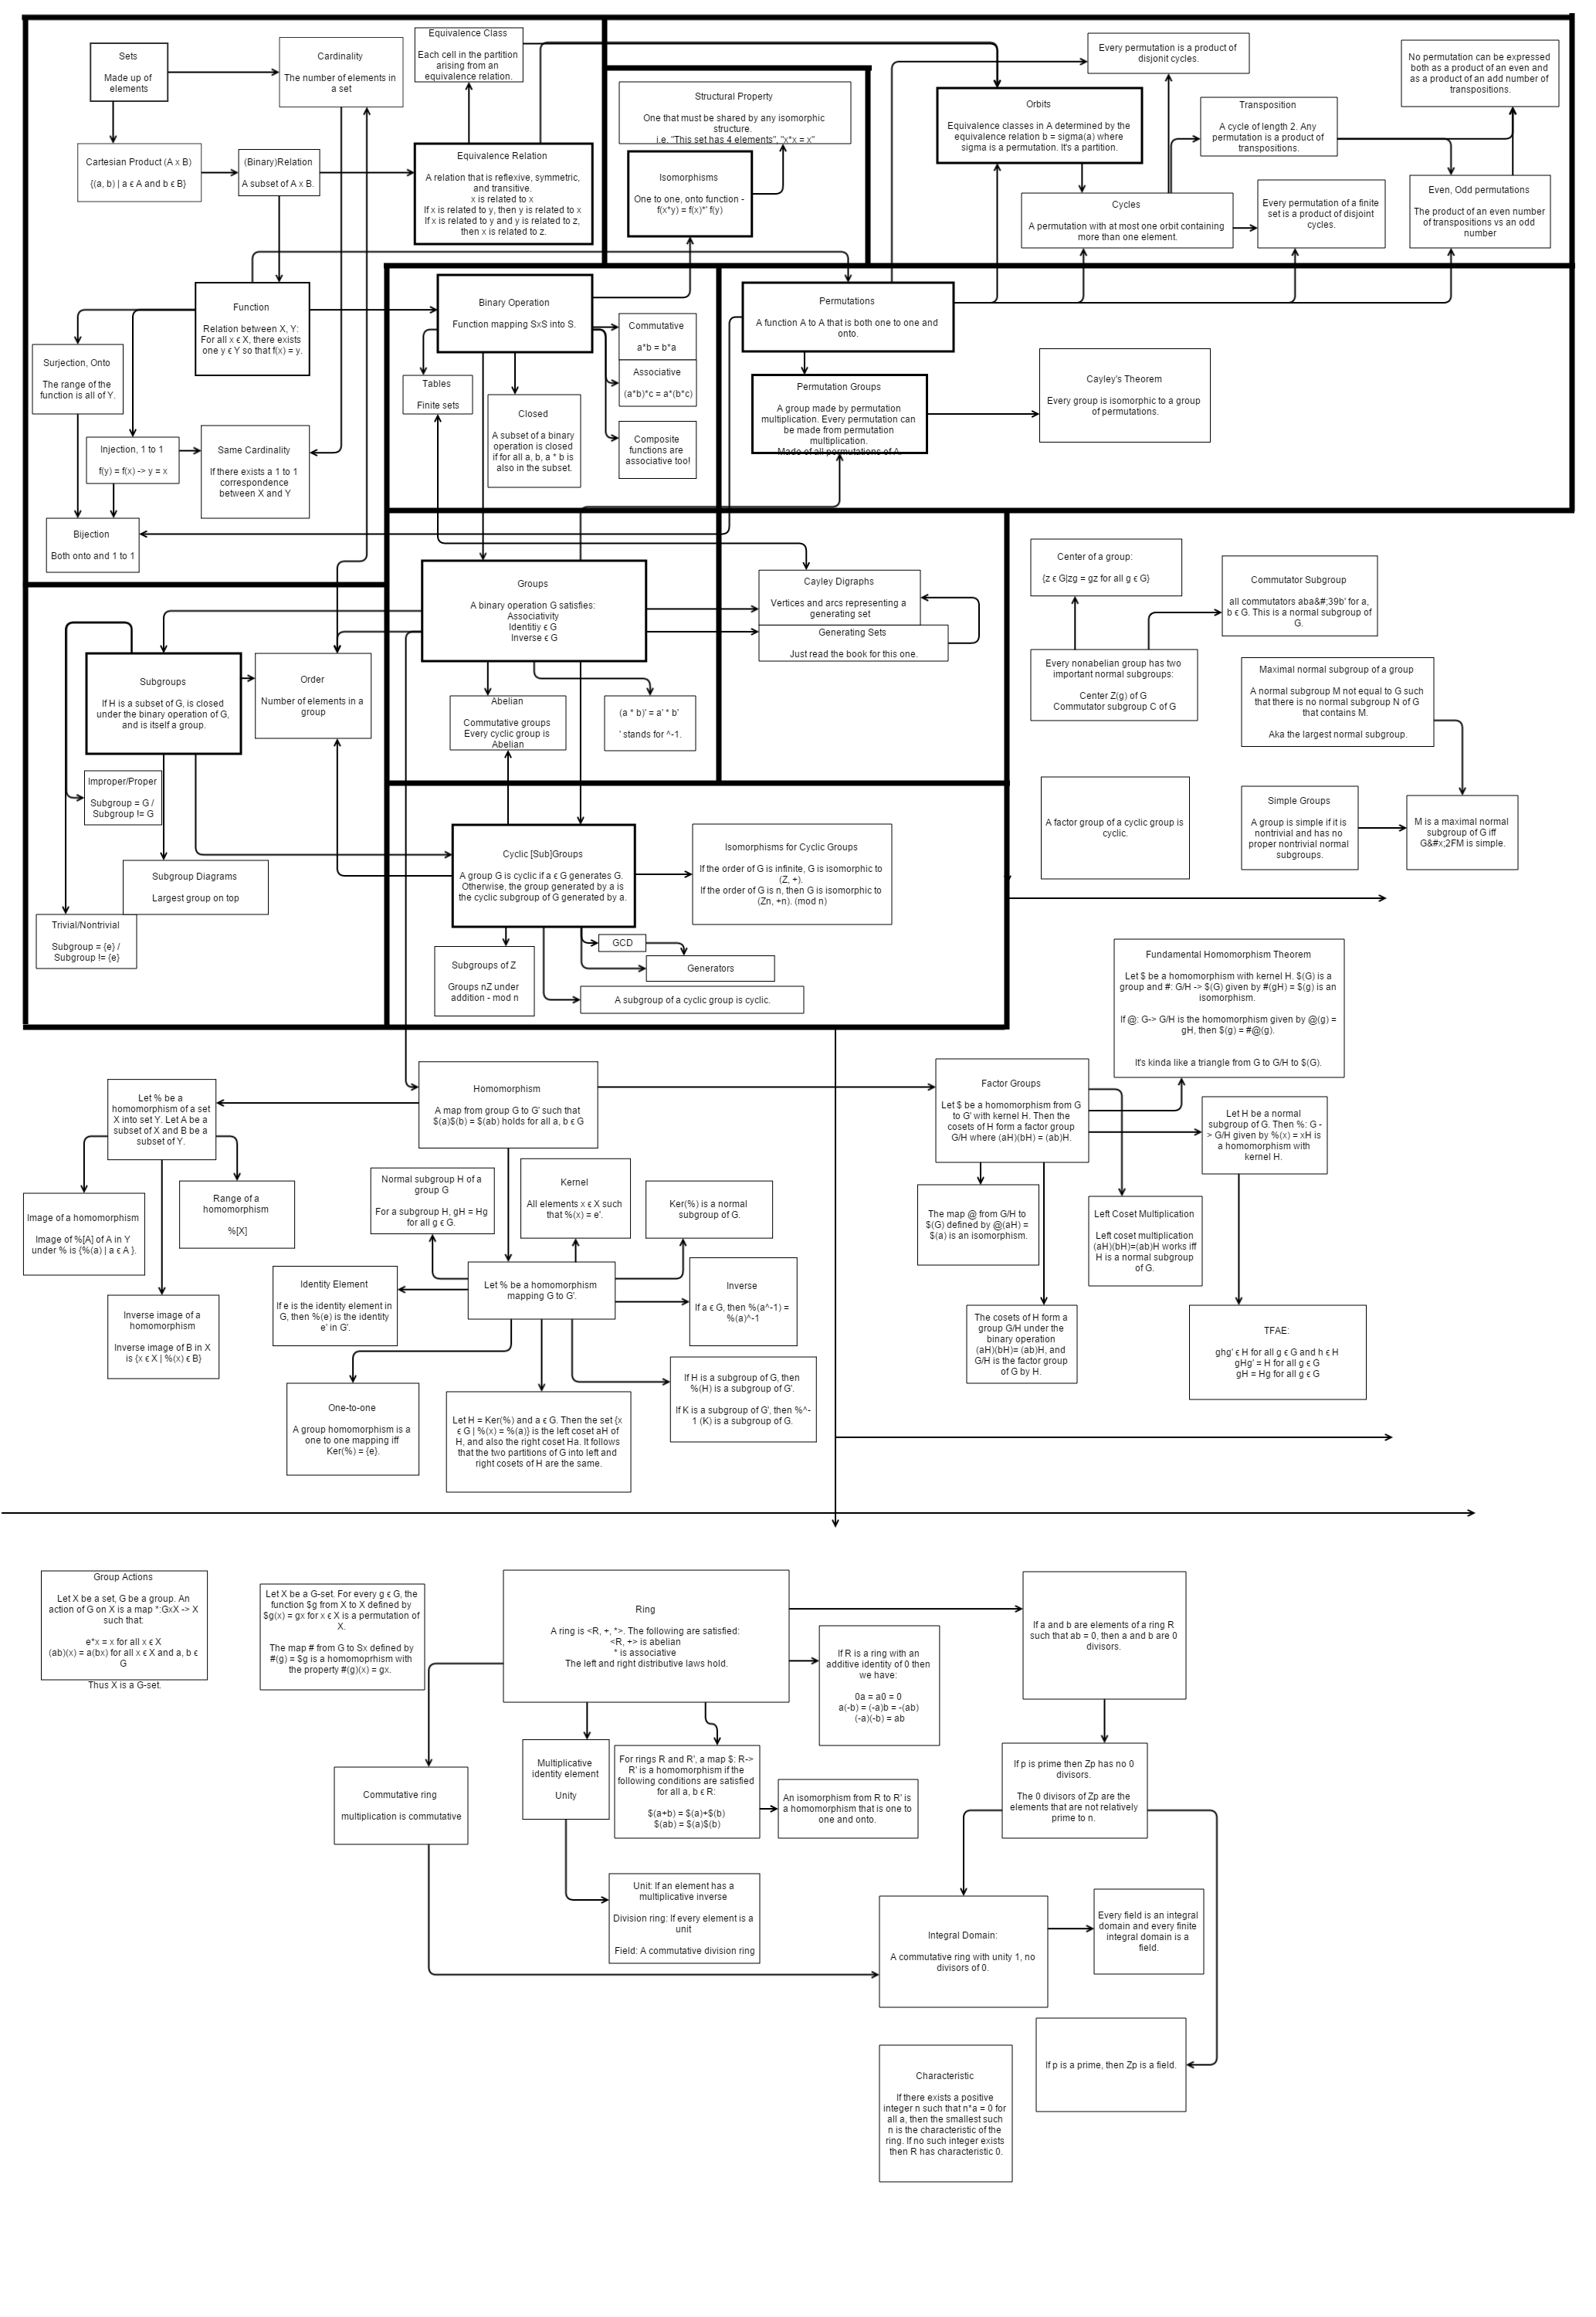 Sets
Made up of
elements
Cardinality
The number of elements in
a set
Equivalence Class
Each cell in the partition
arising from an
equivalence relation.
Cartesian Product (A x B)
{(a, b) | a ϵ A and b ϵ B}
(Binary)Relation
A subset of A x B.
Equivalence Relation
A relation that is reflexive, symmetric,
and transitive.
x is related to x
If x is related to y, then y is related to x
If x is related to y and y is related to z,
then x is related to z.
Structural Property
One that must be shared by any isomorphic
structure.
i.e. "This set has 4 elements", "x*x = x"
Isomorphisms
One to one, onto function -
f(x*y) = f(x)*' f(y)
Orbits
Equivalence classes in A determined by the
equivalence relation b = sigma(a) where
sigma is a permutation. It's a partition.
Every permutation is a product of
disjonit cycles.
Transposition
A cycle of length 2. Any
permutation is a product of
transpositions.
No permutation can be expressed
both as a product of an even and
as a product of an add number of
transpositions.
Cycles
A permutation with at most one orbit containing
more than one element.
Every permutation of a finite
set is a product of disjoint
cycles.
Even, Odd permutations
The product of an even number
of transpositions vs an odd
number
Function
Relation between X, Y:
For all x ϵ X, there exists
one y ϵ Y so that f(x) = y.
Surjection, Onto
The range of the
function is all of Y.
Injection, 1 to 1
f(y) = f(x) -> y = x
Same Cardinality
If there exists a 1 to 1
correspondence
between X and Y
Bijection
Both onto and 1 to 1
Binary Operation
Function mapping SxS into S.
Commutative
a*b = b*a
Associative
(a*b)*c = a*(b*c)
Composite
functions are
associative too!
Tables
Finite sets
Closed
A subset of a binary
operation is closed
if for all a, b, a * b is
also in the subset.
Permutations
A function A to A that is both one to one and
onto.
Permutation Groups
A group made by permutation
multiplication. Every permutation can
be made from permutation
multiplication.
Made of all permutations of A.
Cayley's Theorem
Every group is isomorphic to a group
of permutations.
Groups
A binary operation G satisfies:
Associativity
Identitiy ϵ G
Inverse ϵ G
Cayley Digraphs
Vertices and arcs representing a
generating set
Generating Sets
Just read the book for this one.
Abelian
Commutative groups
Every cyclic group is
Abelian
(a * b)' = a' * b'
' stands for ^-1.
Subgroups
If H is a subset of G, is closed
under the binary operation of G,
and is itself a group.
Order
Number of elements in a
group
Improper/Proper
Subgroup = G /
Subgroup != G
Subgroup Diagrams
Largest group on top
Trivial/Nontrivial
Subgroup = {e} /
Subgroup != {e}
Cyclic [Sub]Groups
A group G is cyclic if a ϵ G generates G.
Otherwise, the group generated by a is
the cyclic subgroup of G generated by a.
Isomorphisms for Cyclic Groups
If the order of G is infinite, G is isomorphic to
(Z, +).
If the order of G is n, then G is isomorphic to
(Zn, +n). (mod n)
Subgroups of Z
Groups nZ under
addition - mod n
GCD
Generators
A subgroup of a cyclic group is cyclic.
Center of a group:
{z ϵ G|zg = gz for all g ϵ G}
Commutator Subgroup
all commutators aba&#;39b' for a,
b ϵ G. This is a normal subgroup of
G.
Every nonabelian group has two
important normal subgroups:
Center Z(g) of G
Commutator subgroup C of G
Maximal normal subgroup of a group
A normal subgroup M not equal to G such
that there is no normal subgroup N of G
that contains M.
Aka the largest normal subgroup.
A factor group of a cyclic group is
cyclic.
Simple Groups
A group is simple if it is
nontrivial and has no
proper nontrivial normal
subgroups.
M is a maximal normal
subgroup of G iff
G&#x;2FM is simple.
Fundamental Homomorphism Theorem
Let $ be a homomorphism with kernel H. $(G) is a
group and #: G/H -> $(G) given by #(gH) = $(g) is an
isomorphism.
If @: G-> G/H is the homomorphism given by @(g) =
gH, then $(g) = #@(g).
It's kinda like a triangle from G to G/H to $(G).
Homomorphism
A map from group G to G' such that
$(a)$(b) = $(ab) holds for all a, b ϵ G
Factor Groups
Let $ be a homomorphism from G
to G' with kernel H. Then the
cosets of H form a factor group
G/H where (aH)(bH) = (ab)H.
Let H be a normal
subgroup of G. Then %: G -
> G/H given by %(x) = xH is
a homomorphism with
kernel H.
Let % be a
homomorphism of a set
X into set Y. Let A be a
subset of X and B be a
subset of Y.
Image of a homomorphism
Image of %[A] of A in Y
under % is {%(a) | a ϵ A }.
Range of a
homomorphism
%[X]
Inverse image of a
homomorphism
Inverse image of B in X
is {x ϵ X | %(x) ϵ B}
Normal subgroup H of a
group G
For a subgroup H, gH = Hg
for all g ϵ G.
Kernel
All elements x ϵ X such
that %(x) = e'.
Ker(%) is a normal
subgroup of G.
Identity Element
If e is the identity element in
G, then %(e) is the identity
e' in G'.
Let % be a homomorphism
mapping G to G'.
Inverse
If a ϵ G, then %(a^-1) =
%(a)^-1
One-to-one
A group homomorphism is a
one to one mapping iff
Ker(%) = {e}.
Let H = Ker(%) and a ϵ G. Then the set {x
ϵ G | %(x) = %(a)} is the left coset aH of
H, and also the right coset Ha. It follows
that the two partitions of G into left and
right cosets of H are the same.
If H is a subgroup of G, then
%(H) is a subgroup of G'.
If K is a subgroup of G', then %^-
1 (K) is a subgroup of G.
The map @ from G/H to
$(G) defined by @(aH) =
$(a) is an isomorphism.
Left Coset Multiplication
Left coset multiplication
(aH)(bH)=(ab)H works iff
H is a normal subgroup
of G.
The cosets of H form a
group G/H under the
binary operation
(aH)(bH)= (ab)H, and
G/H is the factor group
of G by H.
TFAE:
ghg' ϵ H for all g ϵ G and h ϵ H
gHg' = H for all g ϵ G
gH = Hg for all g ϵ G
Group Actions
Let X be a set, G be a group. An
action of G on X is a map *:GxX -> X
such that:
e*x = x for all x ϵ X
(ab)(x) = a(bx) for all x ϵ X and a, b ϵ
G
Thus X is a G-set.
Let X be a G-set. For every g ϵ G, the
function $g from X to X defined by
$g(x) = gx for x ϵ X is a permutation of
X.
The map # from G to Sx defined by
#(g) = $g is a homomoprhism with
the property #(g)(x) = gx.
Ring
A ring is <R, +, *>. The following are satisfied:
<R, +> is abelian
* is associative
The left and right distributive laws hold.
If R is a ring with an
additive identity of 0 then
we have:
0a = a0 = 0
a(-b) = (-a)b = -(ab)
(-a)(-b) = ab
If a and b are elements of a ring R
such that ab = 0, then a and b are 0
divisors.
Commutative ring
multiplication is commutative
Multiplicative
identity element
Unity
For rings R and R', a map $: R->
R' is a homomorphism if the
following conditions are satisfied
for all a, b ϵ R:
$(a+b) = $(a)+$(b)
$(ab) = $(a)$(b)
An isomorphism from R to R' is
a homomorphism that is one to
one and onto.
If p is prime then Zp has no 0
divisors.
The 0 divisors of Zp are the
elements that are not relatively
prime to n.
Unit: If an element has a
multiplicative inverse
Division ring: If every element is a
unit
Field: A commutative division ring
Integral Domain:
A commutative ring with unity 1, no
divisors of 0.
Every field is an integral
domain and every finite
integral domain is a
field.
If p is a prime, then Zp is a field.
Characteristic
If there exists a positive
integer n such that n*a = 0 for
all a, then the smallest such
n is the characteristic of the
ring. If no such integer exists
then R has characteristic 0.